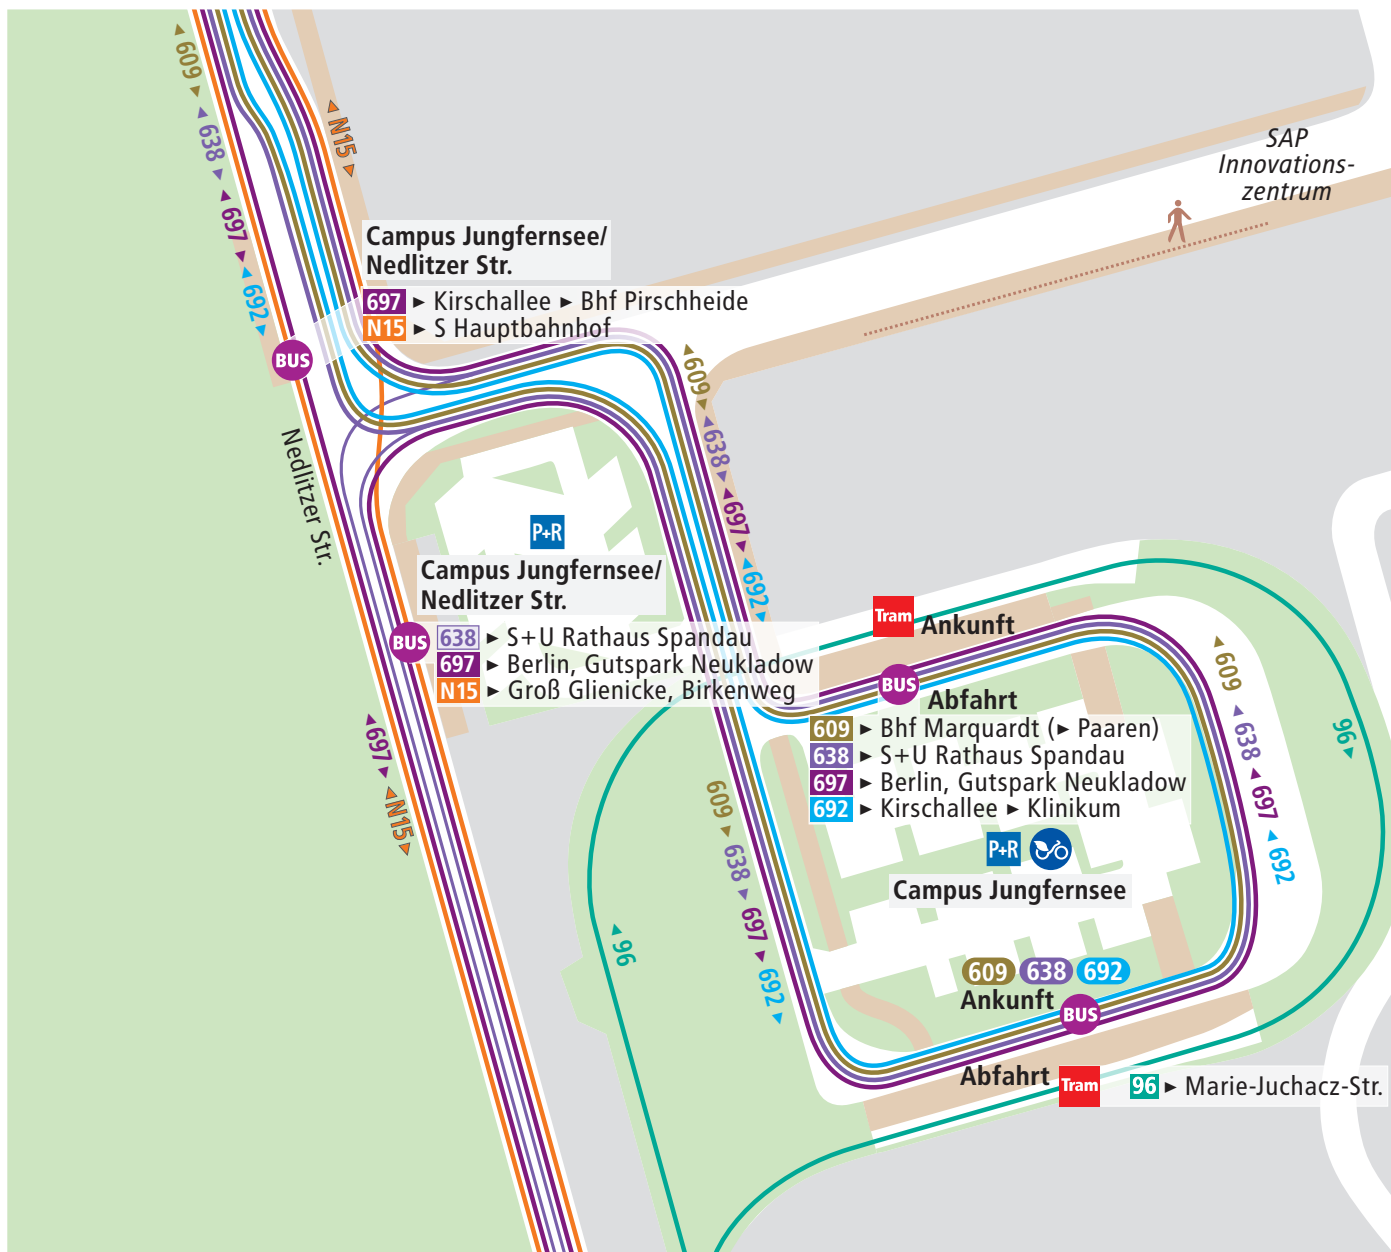 609
638
697
692
N15
SAP
Innovations-
zentrum
Campus Jungfernsee/
Nedlitzer Str.
697 ► Kirschallee ► Bhf Pirschheide
N15 ► S Hauptbahnhof
BUS
Nedlitzer Str.
609
638
697
692
P+R
Campus Jungfernsee/
Nedlitzer Str.
BUS
638 ► S+U Rathaus Spandau
697 ► Berlin, Gutspark Neukladow
N15 ► Groß Glienicke, Birkenweg
697
N15
Tram Ankunft
BUS Abfahrt
609 ► Bhf Marquardt (► Paaren)
638 ► S+U Rathaus Spandau
697 ► Berlin, Gutspark Neukladow
692 ► Kirschallee ► Klinikum
P+R
Campus Jungfernsee
609
638
697
692
96
609
638
697
692
96
609 638 692
Ankunft
BUS
Abfahrt Tram 96 ► Marie-Juchacz-Str.